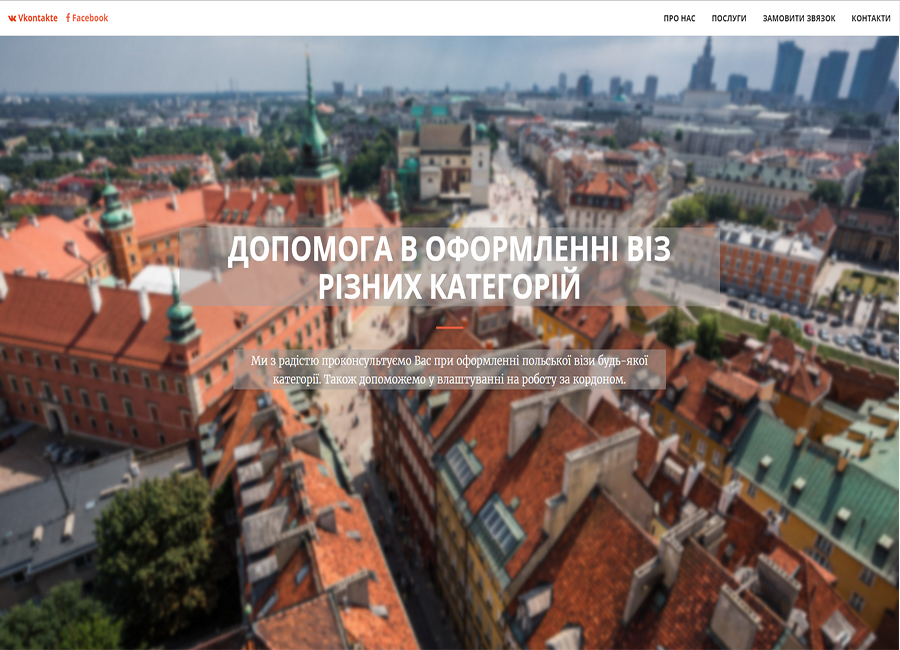 Vkontakte Facebook ПРО НАС ПОСЛУГИ ЗАМОВИТИ ЗВЯЗОК КОНТАКТИ
ДОПОМОГА В ОФОРМЛЕННІ ВІЗ
РІЗНИХ КАТЕГОРІЙ
Ми з радістю проконсультуємо Вас при оформленні польської візи будь-якої
категорії. Також допоможемо у влаштуванні на роботу за кордоном.